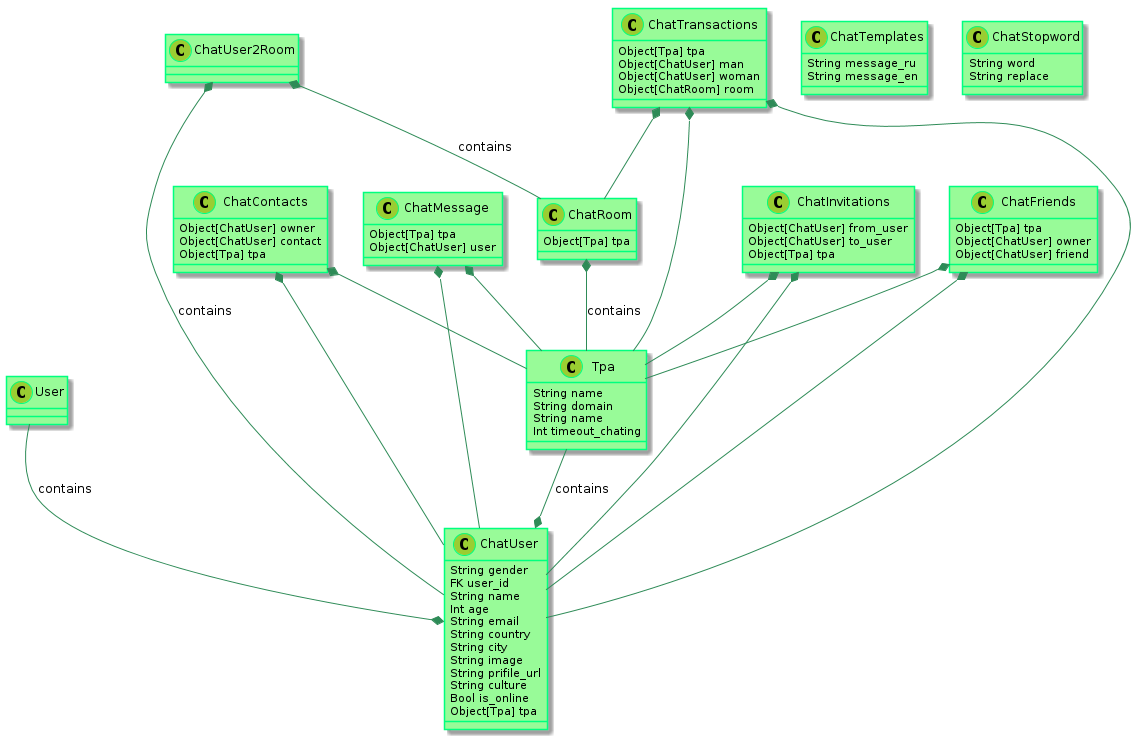 ChatTransactions
Object[Tpa] tpa
Object[ChatUser] man
Object[ChatUser] woman
Object[ChatRoom] room
ChatTemplates
String message_ru
String message_en
ChatStopword
String word
String replace
ChatUser2Room
contains
ChatContacts
Object[ChatUser] owner
Object[ChatUser] contact
Object[Tpa] tpa
ChatMessage
Object[Tpa] tpa
Object[ChatUser] user
ChatRoom
Object[Tpa] tpa
ChatInvitations
Object[ChatUser] from_user
Object[ChatUser] to_user
Object[Tpa] tpa
ChatFriends
Object[Tpa] tpa
Object[ChatUser] owner
Object[ChatUser] friend
contains
contains
User
Tpa
String name
String domain
String name
Int timeout_chating
contains
contains
ChatUser
String gender
FK user_id
String name
Int age
String email
String country
String city
String image
String prifile_url
String culture
Bool is_online
Object[Tpa] tpa